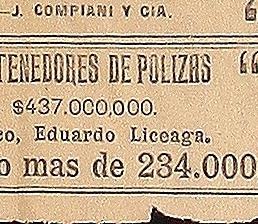 —J. COMPIANI Y CIA.
TENEDORES DE POLIZAS “
$437.000,000.
co, Eduardo Liceaga.
o mas de 234.000